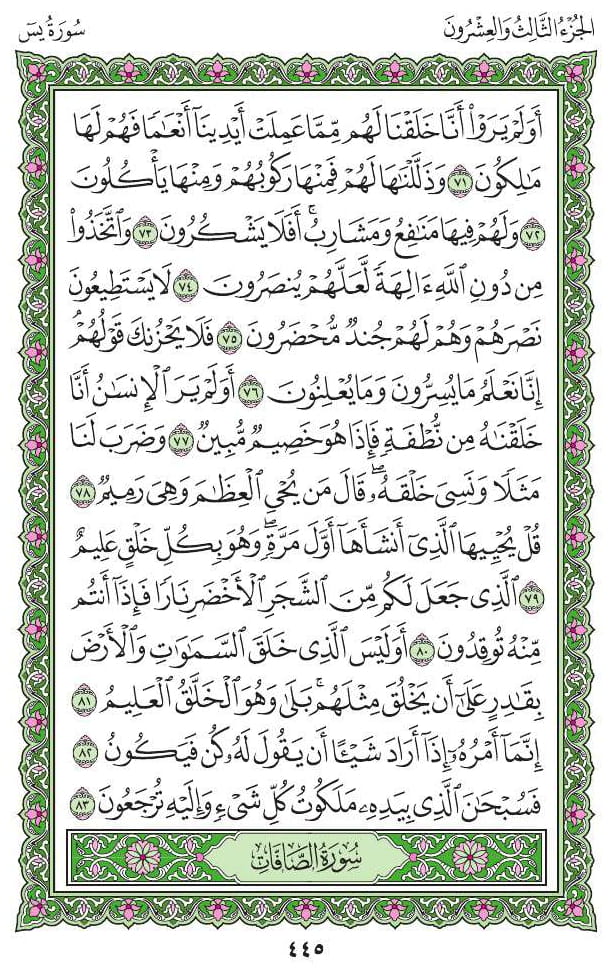 الجُزْءُ الثَّالِثُ وَالعِشْرُونَ
سُورَةُ يسٓ
أَوَلَمْ يَرَوْا۟ أَنَّا خَلَقْنَا لَهُم مِّمَّا عَمِلَتْ أَيْدِينَآ أَنْعَـٰمًا فَهُمْ لَهَا
مَـٰلِكُونَ ٧١ وَذَلَّلْنَـٰهَا لَهُمْ فَمِنْهَا رَكُوبُهُمْ وَمِنْهَا يَأْكُلُونَ
٧٢ وَلَهُمْ فِيهَا مَنَـٰفِعُ وَمَشَارِبُ ۚ أَفَلَا يَشْكُرُونَ ٧٣ وَٱتَّخَذُوا۟
مِن دُونِ ٱللَّهِ ءَالِهَةً لَّعَلَّهُمْ يُنصَرُونَ ٧٤ لَا يَسْتَطِيعُونَ
نَصْرَهُمْ وَهُمْ لَهُمْ جُندٌ مُّحْضَرُونَ ٧٥ فَلَا يَحْزُنكَ قَوْلُهُمْ ۘ
إِنَّا نَعْلَمُ مَا يُسِرُّونَ وَمَا يُعْلِنُونَ ٧٦ أَوَلَمْ يَرَ ٱلْإِنسَـٰنُ أَنَّا
خَلَقْنَـٰهُ مِن نُّطْفَةٍ فَإِذَا هُوَ خَصِيمٌ مُّبِينٌ ٧٧ وَضَرَبَ لَنَا
مَثَلًا وَنَسِىَ خَلْقَهُۥ ۖ قَالَ مَن يُحْىِ ٱلْعِظَـٰمَ وَهِىَ رَمِيمٌ ٧٨
قُلْ يُحْيِيهَا ٱلَّذِىٓ أَنشَأَهَآ أَوَّلَ مَرَّةٍ ۖ وَهُوَ بِكُلِّ خَلْقٍ عَلِيمٌ
٧٩ ٱلَّذِى جَعَلَ لَكُم مِّنَ ٱلشَّجَرِ ٱلْأَخْضَرِ نَارًا فَإِذَآ أَنتُم
مِّنْهُ تُوقِدُونَ ٨٠ أَوَلَيْسَ ٱلَّذِى خَلَقَ ٱلسَّمَـٰوَٰتِ وَٱلْأَرْضَ
بِقَـٰدِرٍ عَلَىٰٓ أَن يَخْلُقَ مِثْلَهُم ۚ بَلَىٰ وَهُوَ ٱلْخَلَّـٰقُ ٱلْعَلِيمُ ٨١
إِنَّمَآ أَمْرُهُۥٓ إِذَآ أَرَادَ شَيْـًٔا أَن يَقُولَ لَهُۥ كُن فَيَكُونُ ٨٢
فَسُبْحَـٰنَ ٱلَّذِى بِيَدِهِۦ مَلَكُوتُ كُلِّ شَىْءٍ وَإِلَيْهِ تُرْجَعُونَ ٨٣
سُورَةُ الصَّافَّاتِ
٤٤٥